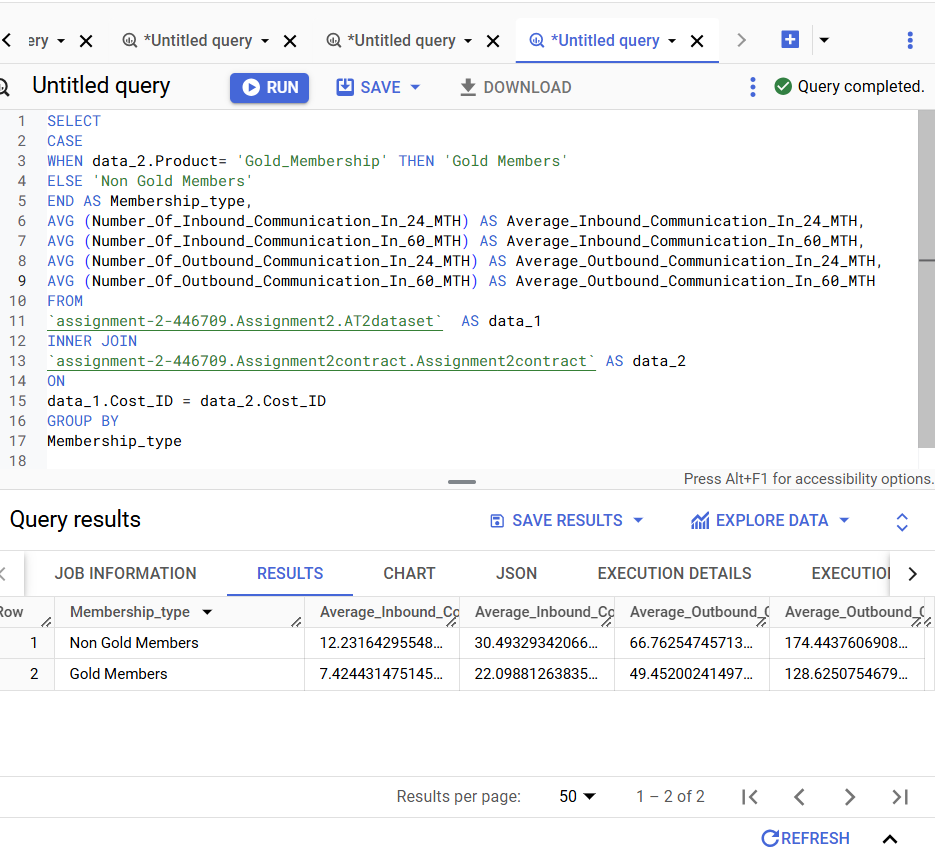 ery *Untitled query *Untitled query *Untitled query
Untitled query RUN SAVE DOWNLOAD Query completed.
1 SELECT
2 CASE
3 WHEN data_2.Product= 'Gold_Membership' THEN 'Gold Members'
4 ELSE 'Non Gold Members'
5 END AS Membership_type,
6 AVG (Number_Of_Inbound_Communication_In_24_MTH) AS Average_Inbound_Communication_In_24_MTH,
7 AVG (Number_Of_Inbound_Communication_In_60_MTH) AS Average_Inbound_Communication_In_60_MTH,
8 AVG (Number_Of_Outbound_Communication_In_24_MTH) AS Average_Outbound_Communication_In_24_MTH,
9 AVG (Number_Of_Outbound_Communication_In_60_MTH) AS Average_Outbound_Communication_In_60_MTH
10 FROM
11 `assignment-2-446709.Assignment2.AT2dataset` AS data_1
12 INNER JOIN
13 `assignment-2-446709.Assignment2contract.Assignment2contract` AS data_2
14 ON
15 data_1.Cost_ID = data_2.Cost_ID
16 GROUP BY
17 Membership_type
18
Press Alt+F1 for accessibility options.
Query results SAVE RESULTS EXPLORE DATA
JOB INFORMATION RESULTS CHART JSON EXECUTION DETAILS EXECUTION
Row Membership_type Average_Inbound_Co Average_Inbound_Co Average_Outbound_C Average_Outbound_C
1 Non Gold Members 12.23164295548... 30.49329342066... 66.76254745713... 174.4437606908...
2 Gold Members 7.424431475145... 22.09881263835... 49.45200241497... 128.6250754679...
Results per page: 50 1 – 2 of 2
REFRESH